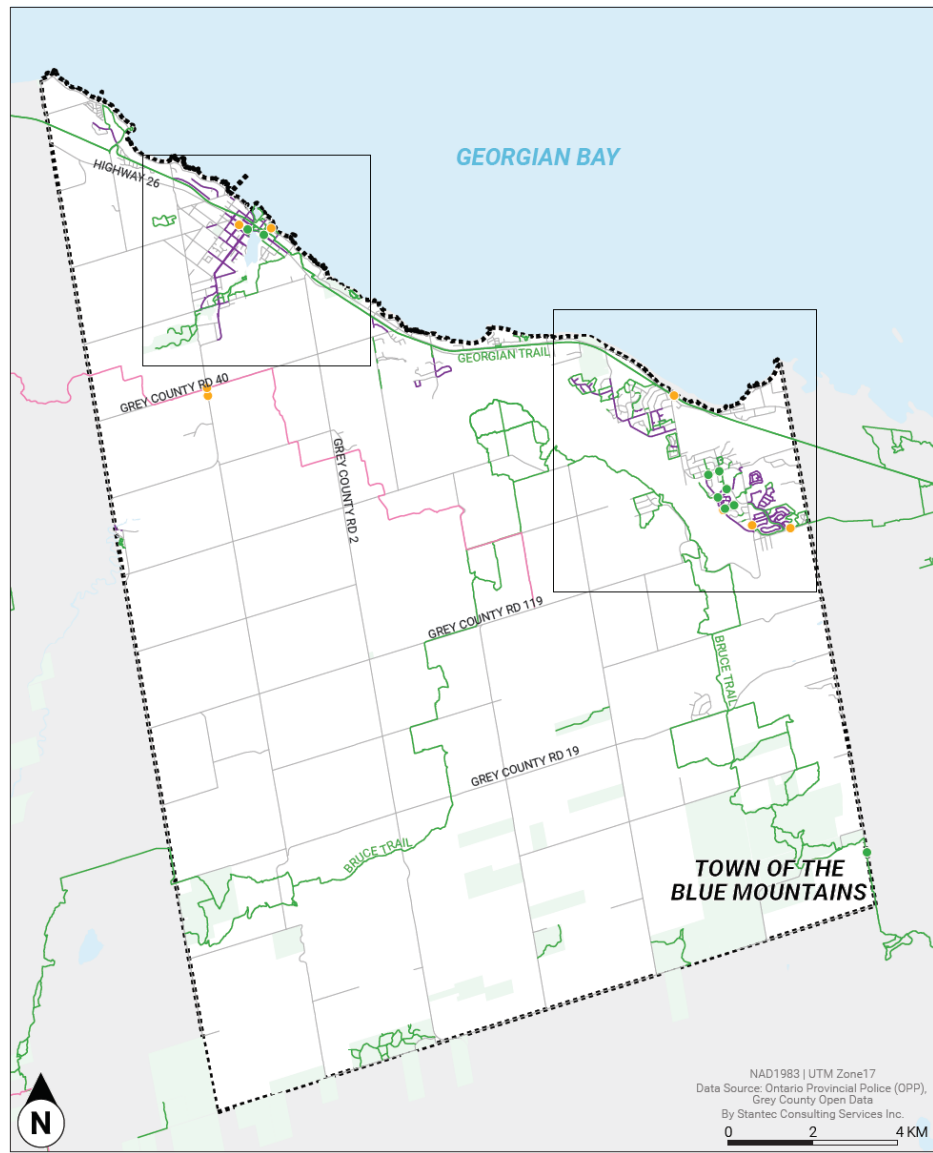 GEORGIAN BAY
HIGHWAY 26
GEORGIAN TRAIL
GREY COUNTY RD 40
GREY COUNTY RD 2
GREY COUNTY RD 119
BRUCE TRAIL
GREY COUNTY RD 19
BRUCE TRAIL
TOWN OF THE
BLUE MOUNTAINS
N
NAD1983 | UTM Zone17
Data Source: Ontario Provincial Police (OPP),
Grey County Open Data
By Stantec Consulting Services Inc.
0 2 4 KM